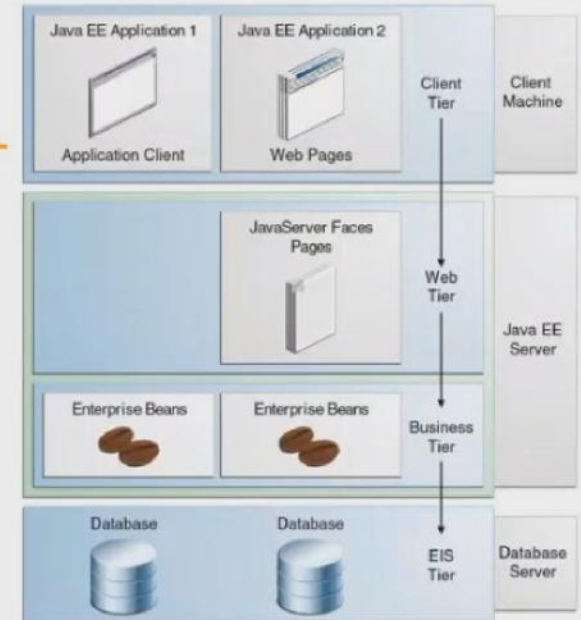 Java EE Application 1
Java EE Application 2
Application Client
Web Pages
Client
Tier
Client
Machine
JavaServer Faces
Pages
Web
Tier
Java EE
Server
Enterprise Beans
Enterprise Beans
Business
Tier
Database
Database
EIS
Tier
Database
Server